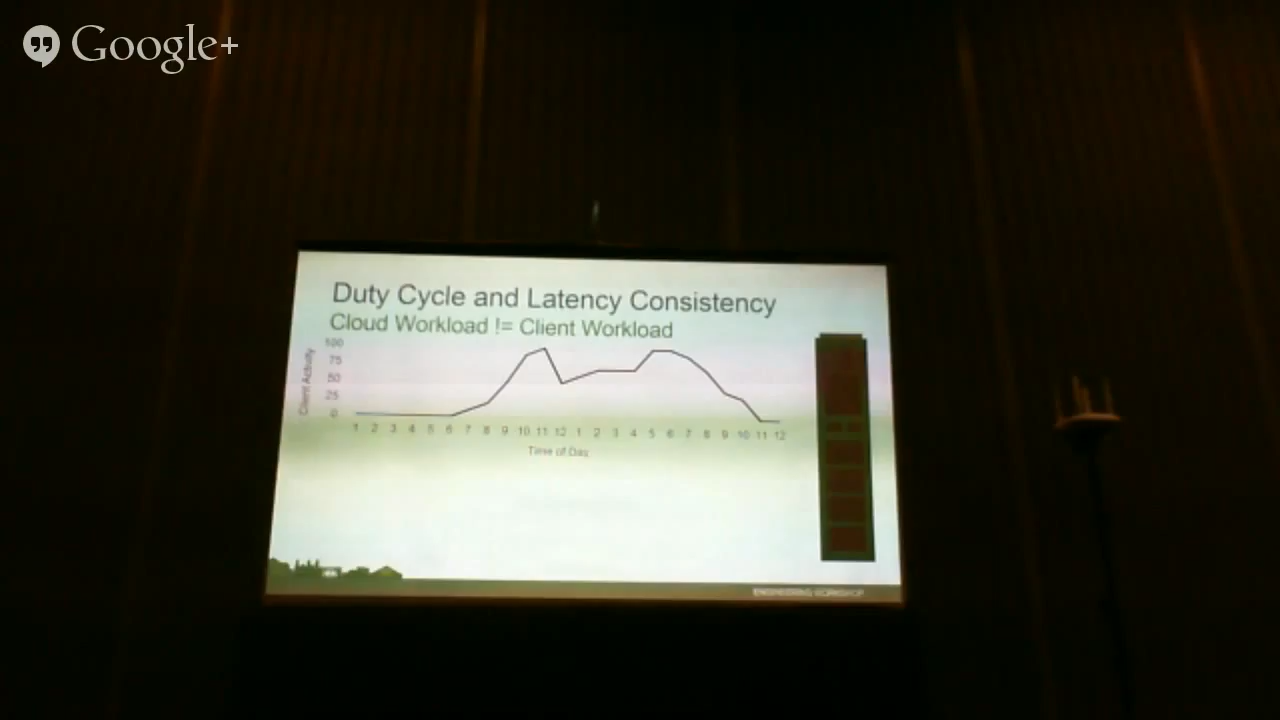 Google+
Duty Cycle and Latency Consistency
Cloud Workload != Client Workload
100
75
50
25
0
Client Activity
1 2 3 4 5 6 7 8 9 10 11 12 1 2 3 4 5 6 7 8 9 10 11 12
Time of Day
ENGINEERING WORKSHOP